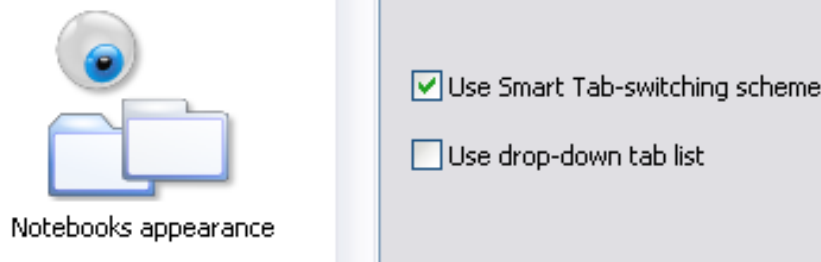 Use Smart Tab-switching scheme
Use drop-down tab list
Notebooks appearance